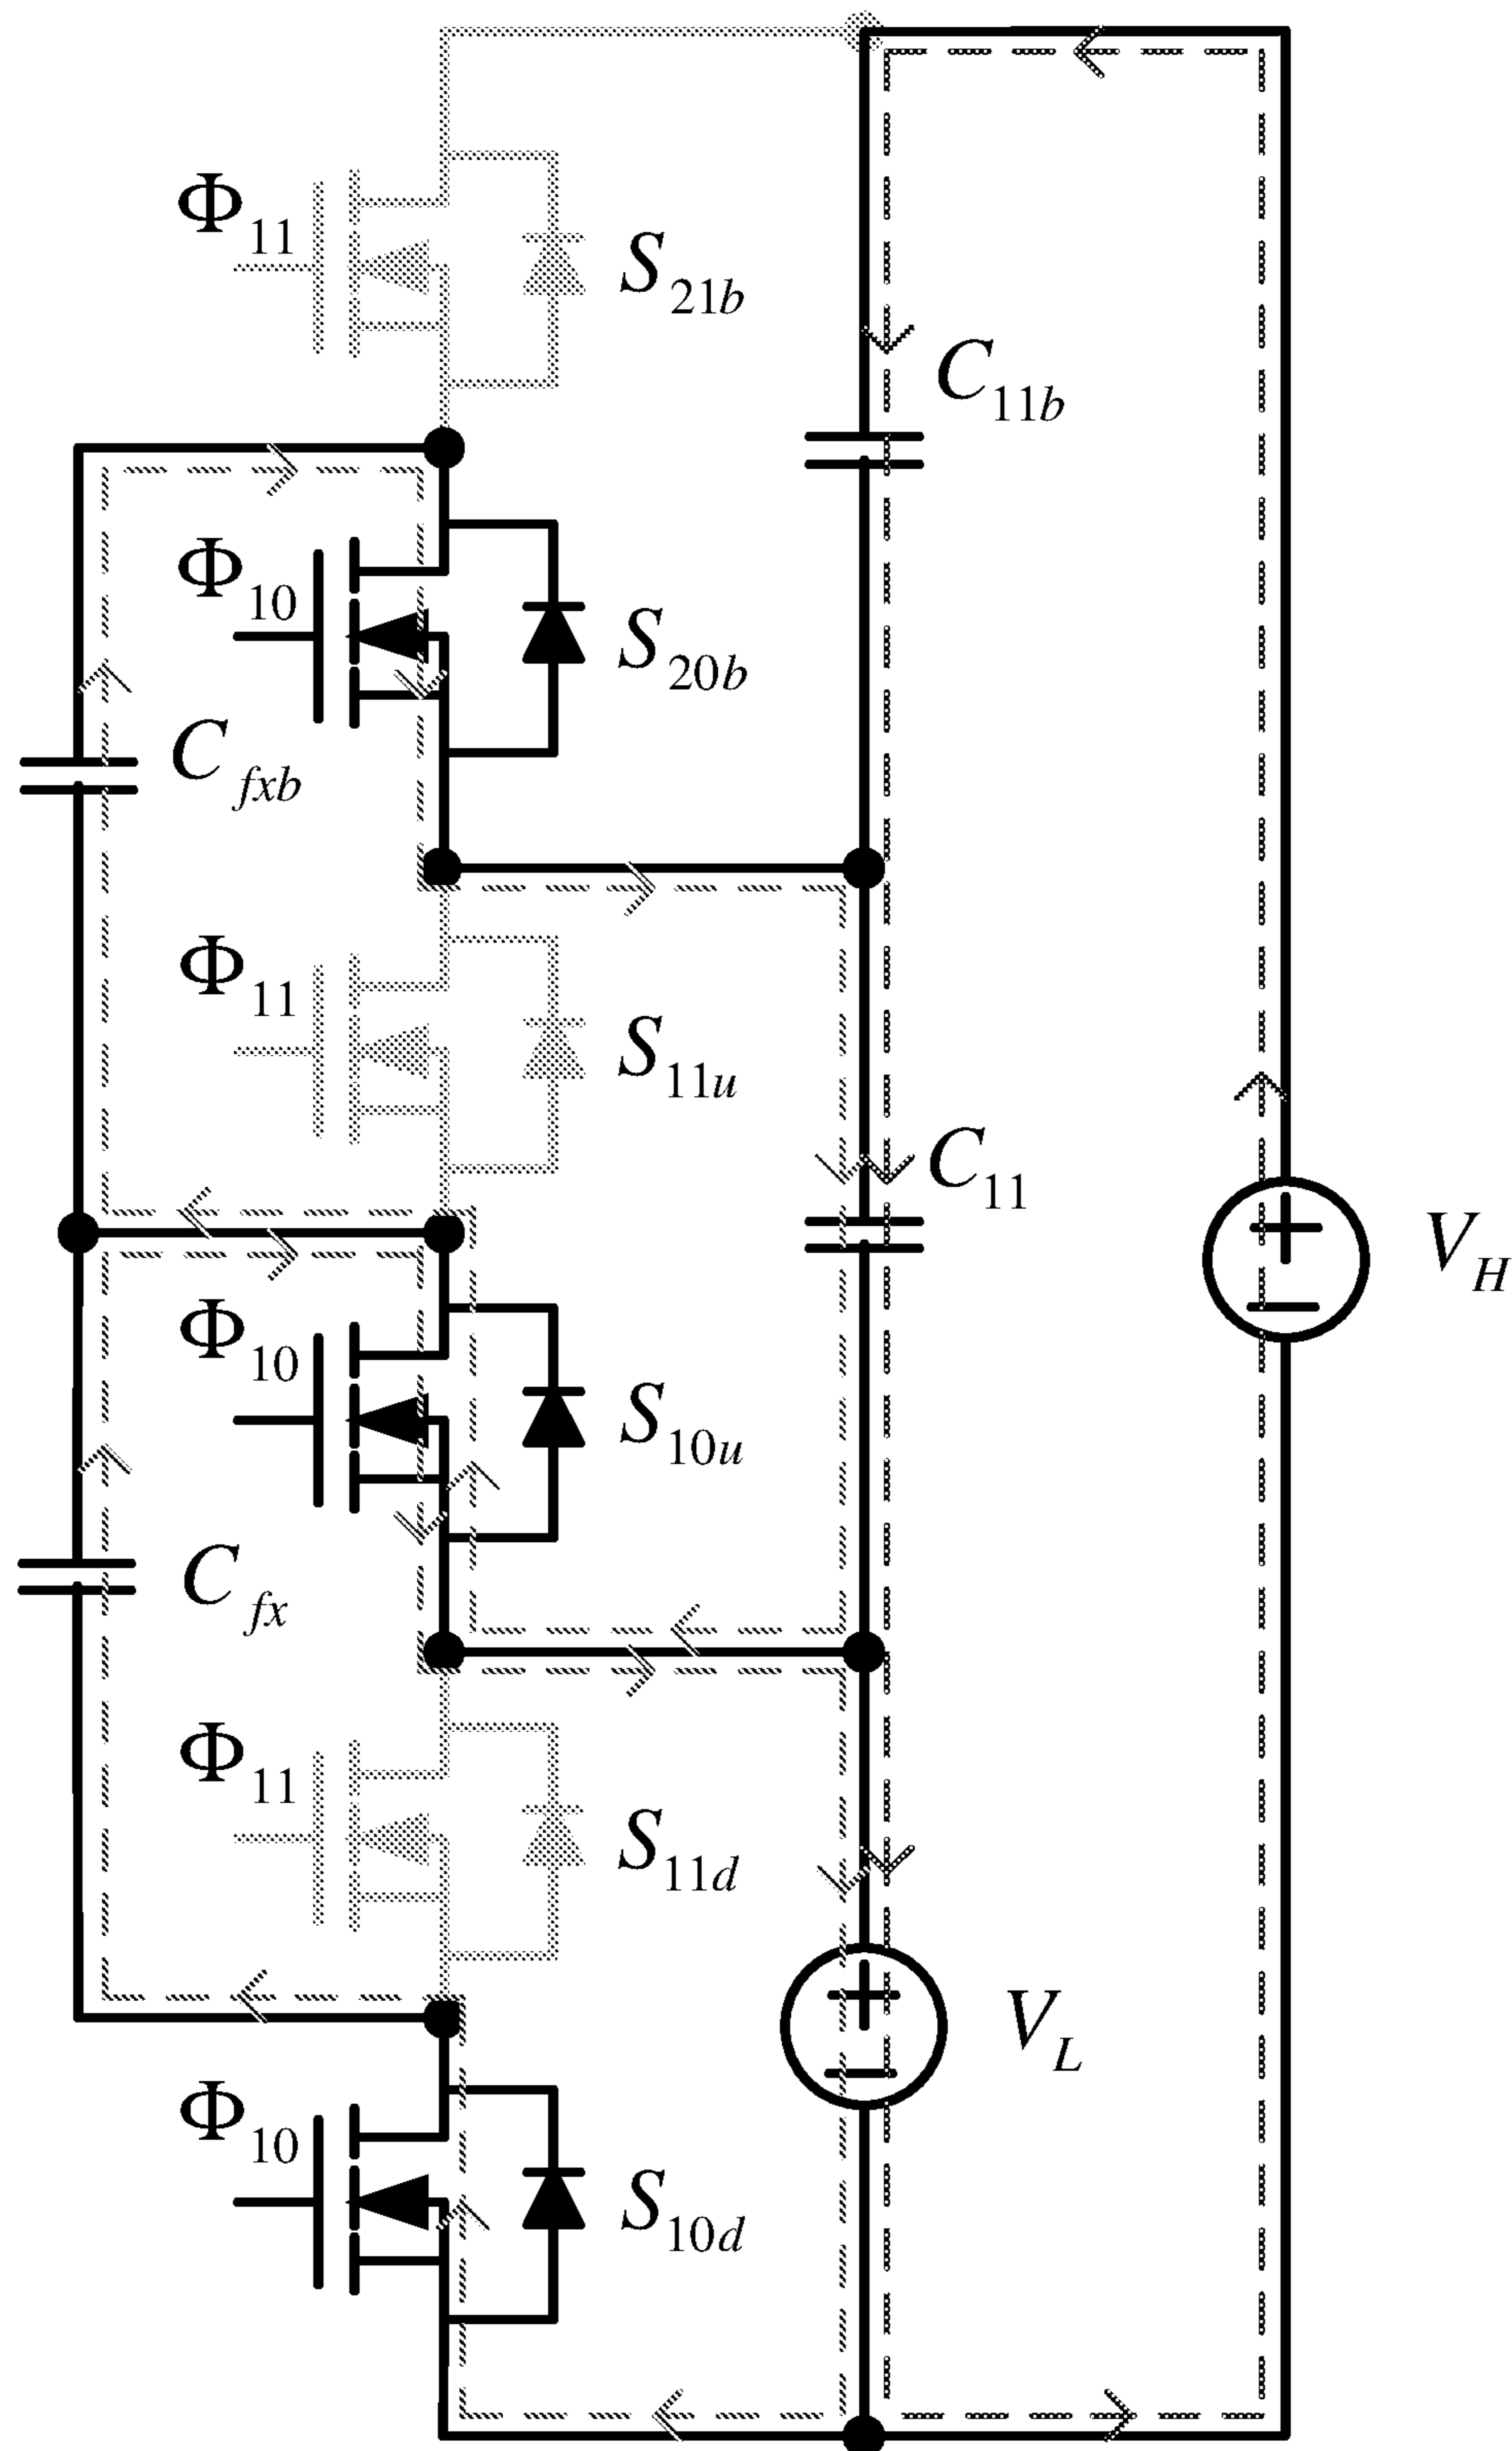 Φ11
S21b
C11b
Φ10
S20b
Cfxb
Φ11
S11u
C11
VH
Φ10
S10u
Cfx
Φ11
S11d
VL
Φ10
S10d